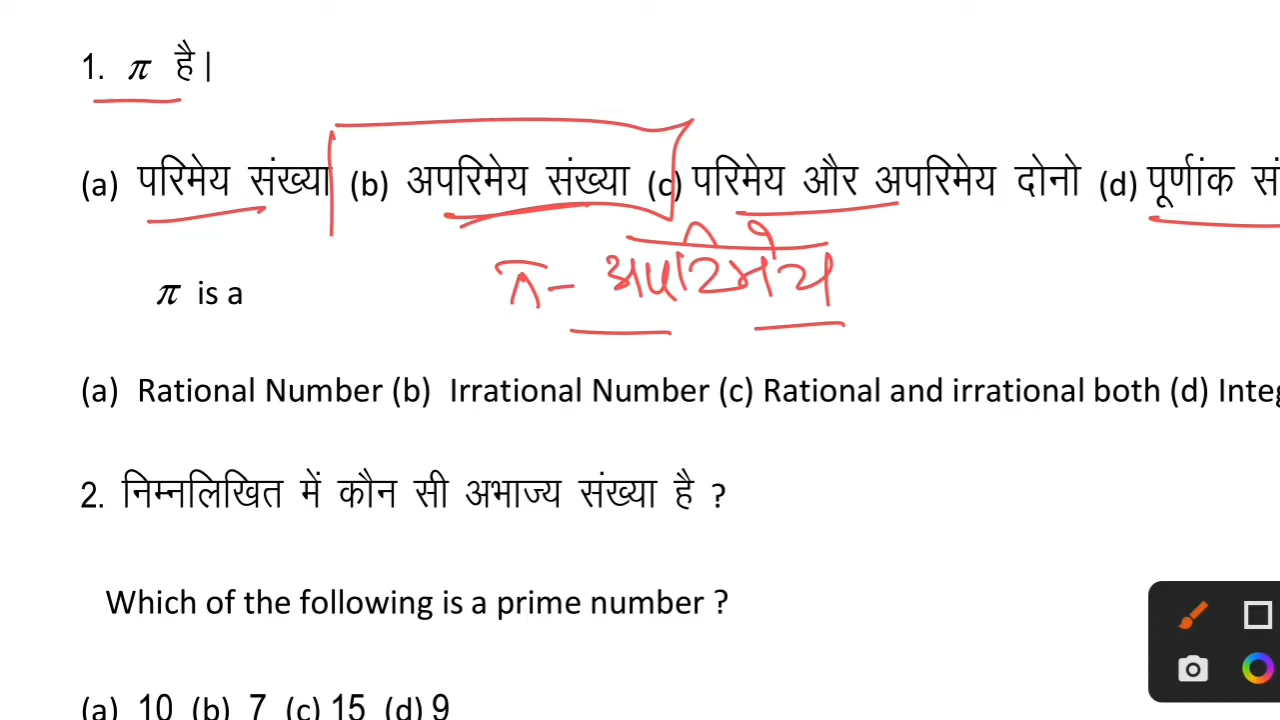 1. π है|
(a) परिमेय संख्या (b) अपरिमेय संख्या (c) परिमेय और अपरिमेय दोनो (d) पूर्णांक
π - अपरिमेय
π is a
(a) Rational Number (b) Irrational Number (c) Rational and irrational both (d)
2. निम्नलिखित में कौन सी अभाज्य संख्या है ?
Which of the following is a prime number ?
(a) 10 (b) 7 (c) 15 (d) 9